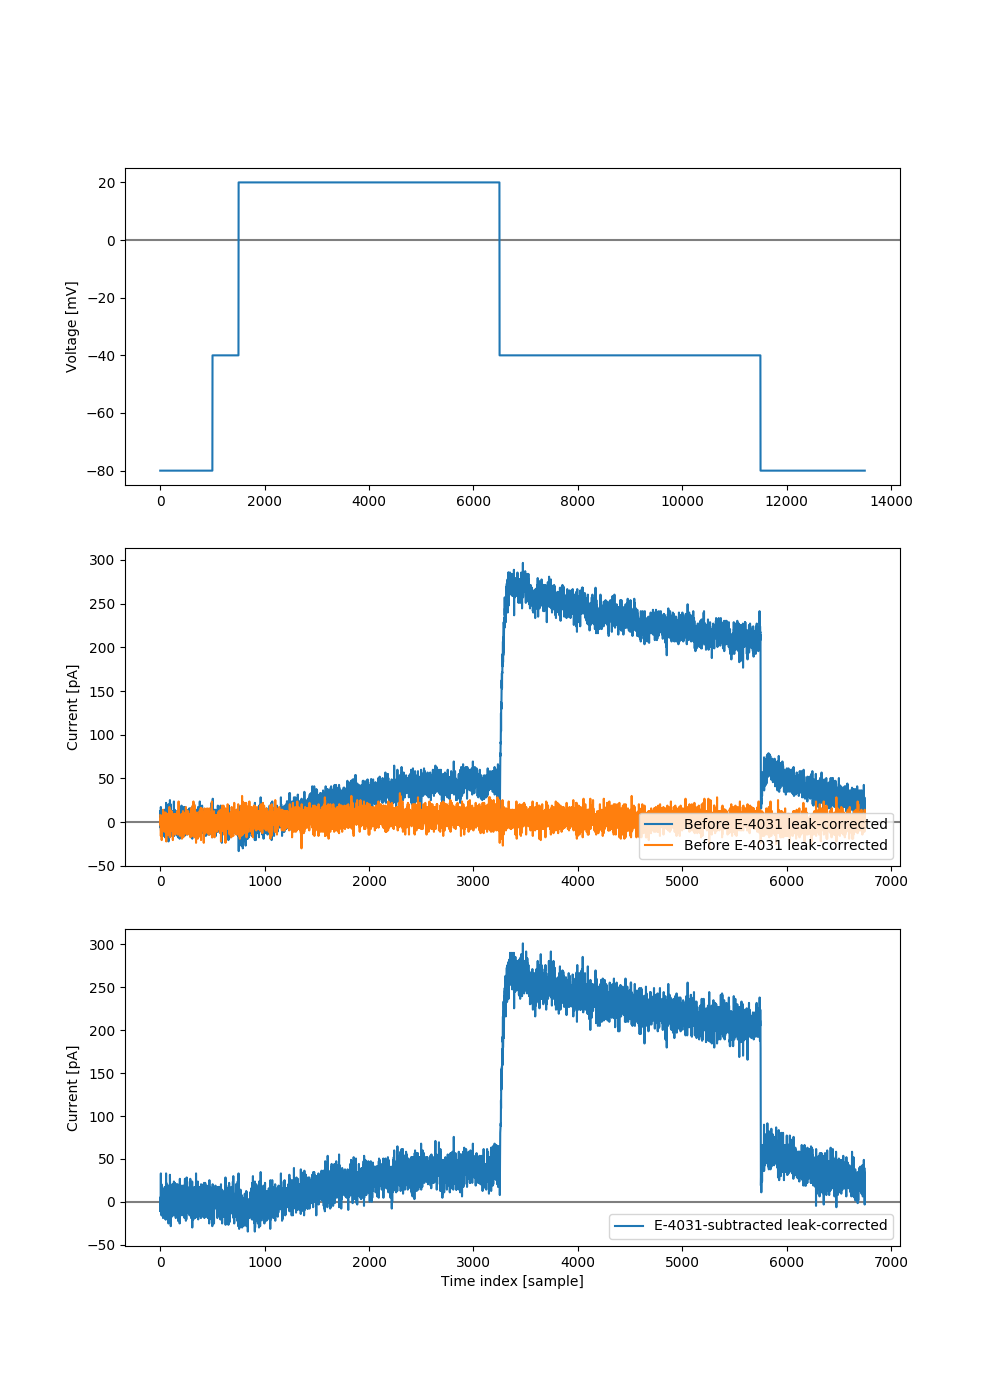 20
0
−20
−40
−60
−80
Voltage [mV]
0 2000 4000 6000 8000 10000 12000 14000
300
250
200
150
100
50
0
−50
Current [pA]
Before E-4031 leak-corrected
Before E-4031 leak-corrected
0 1000 2000 3000 4000 5000 6000 7000
300
250
200
150
100
50
0
−50
Current [pA]
E-4031-subtracted leak-corrected
0 1000 2000 3000 4000 5000 6000 7000
Time index [sample]